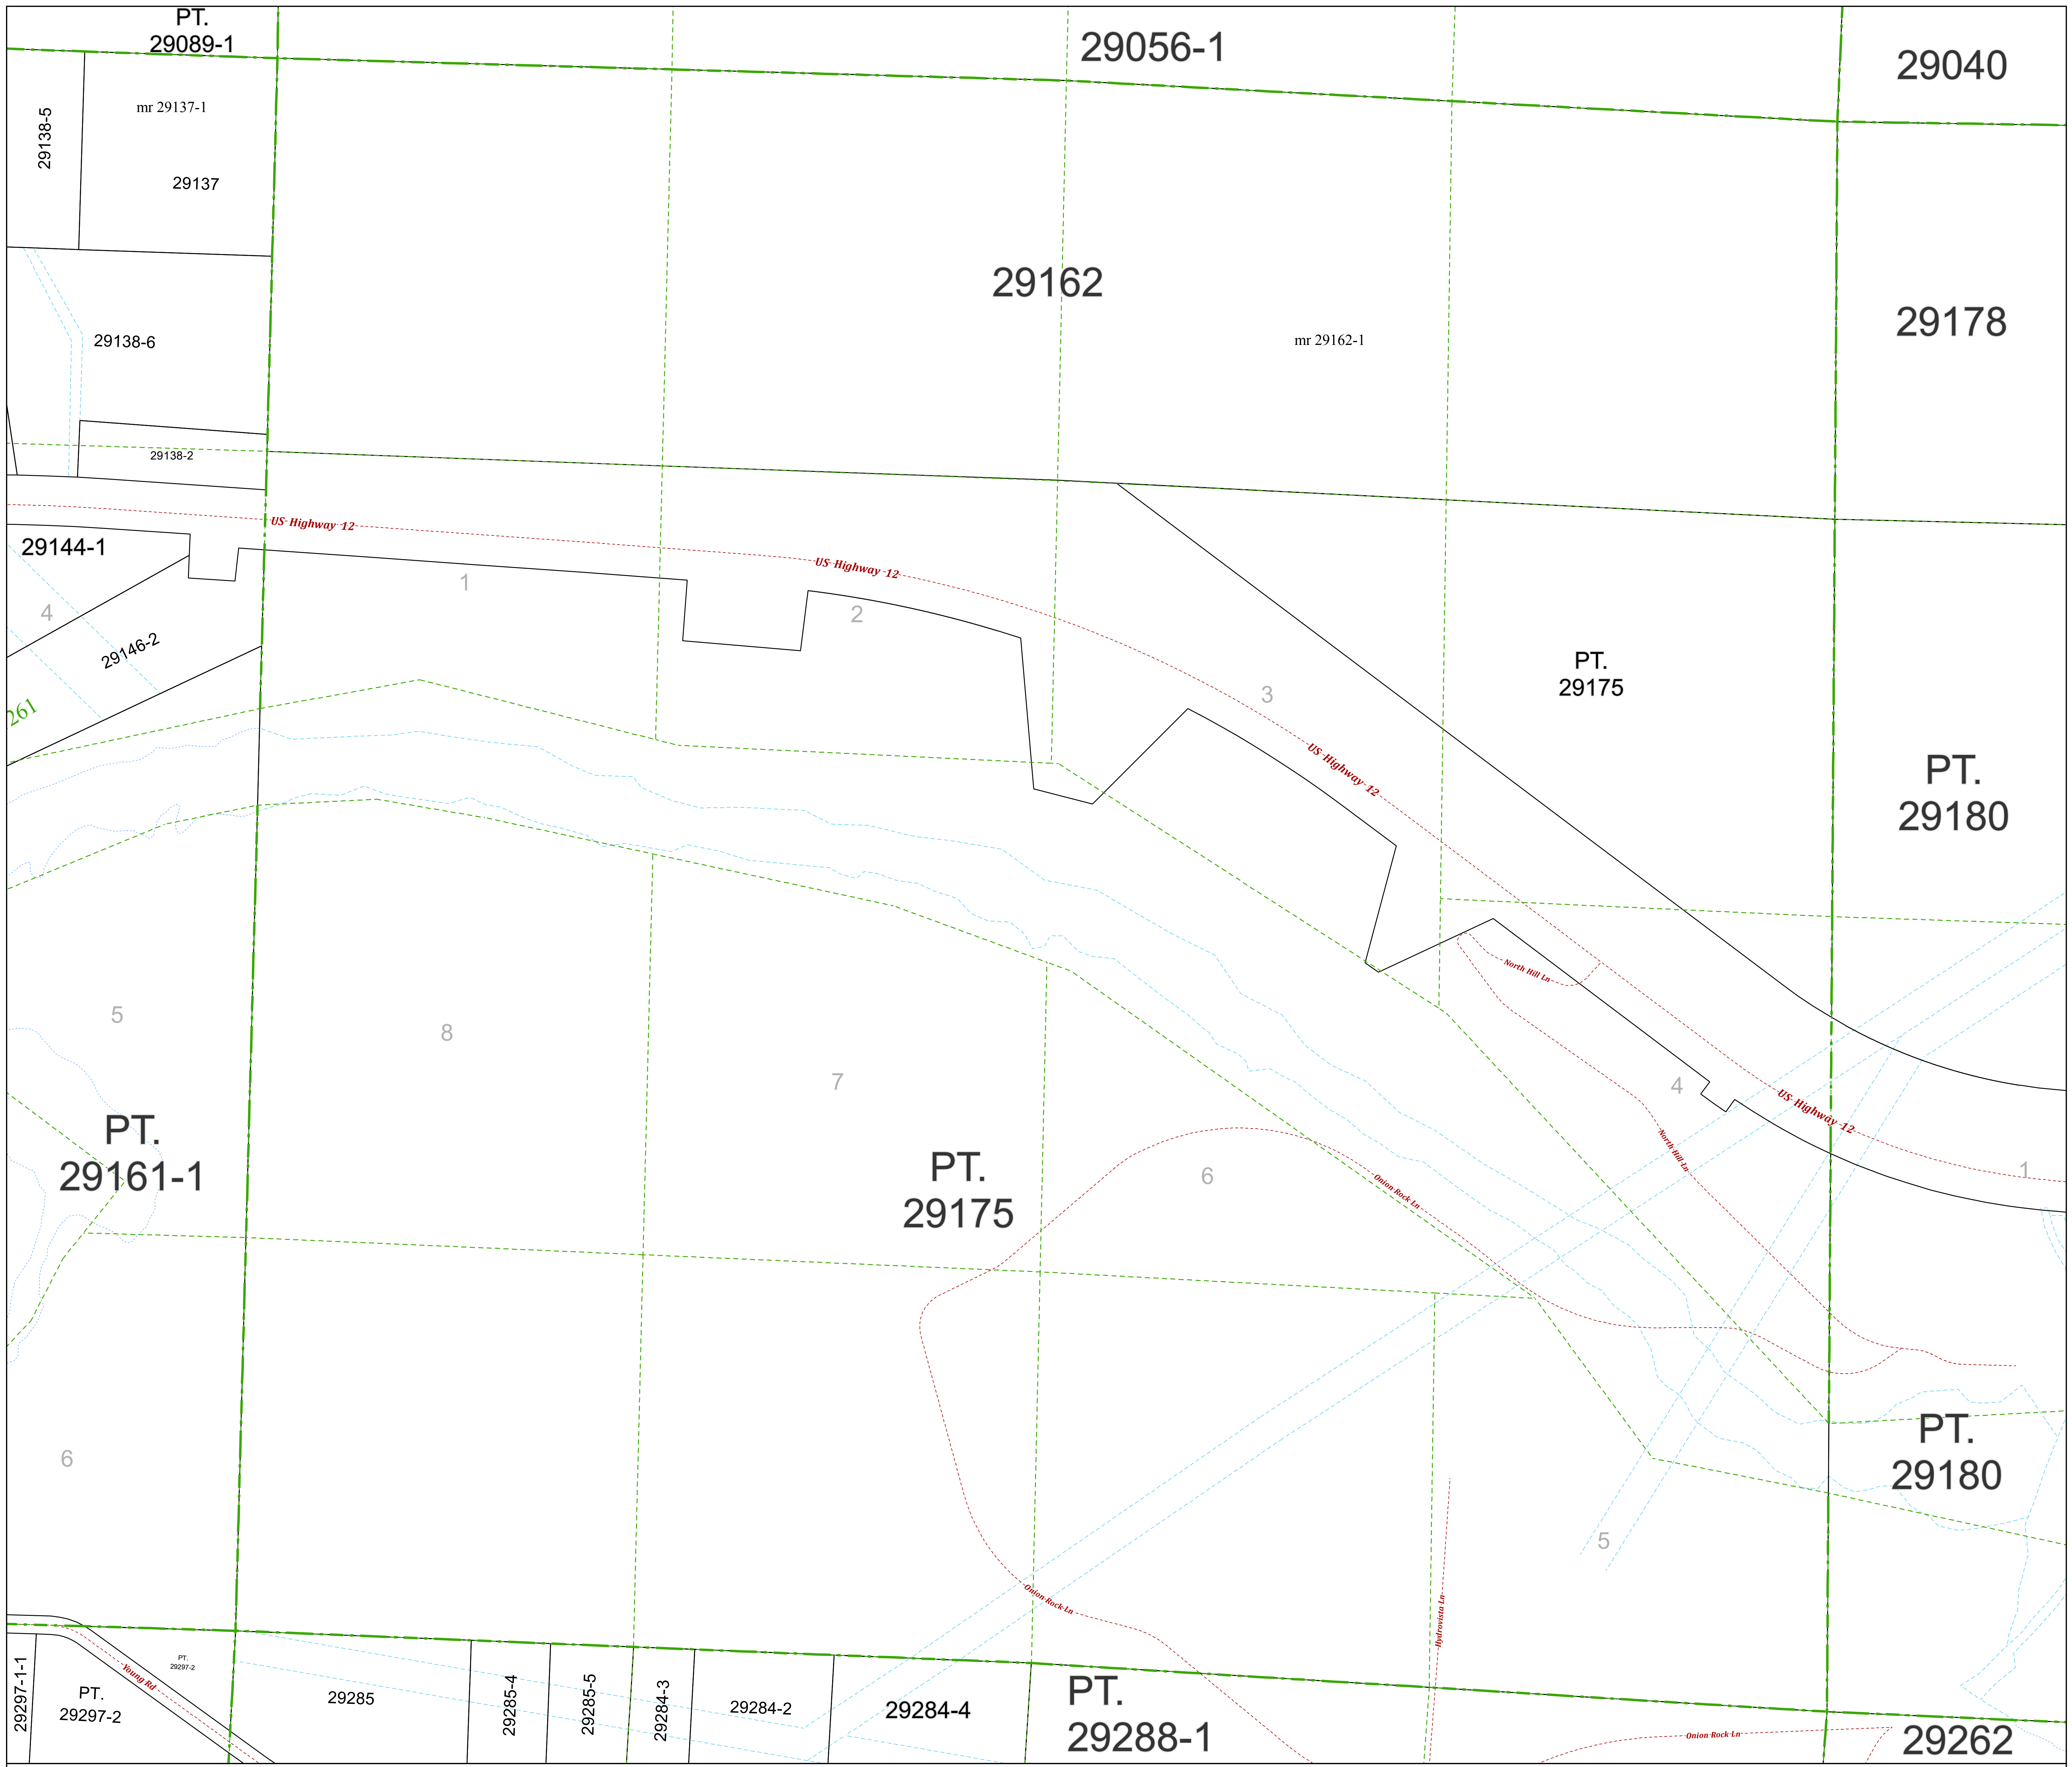 PT.
29089-1
29056-1
29040
29138-5
mr 29137-1
29137
29162
29178
mr 29162-1
29138-6
29138-2
US Highway 12
29144-1
US Highway 12
1
2
4
29146-2
PT.
29175
3
261
US Highway 12
PT.
29180
North Hill Ln
5
8
7
4
US Highway 12
PT.
29161-1
North Hill Ln
PT.
29175
6
Onion Rock Ln
1
PT.
29180
6
5
Onion Rock Ln
Hydrovista Ln
PT.
29297-2
Young Rd
29297-1-1
PT.
29297-2
29285
29285-4
29285-5
29284-3
29284-2
29284-4
PT.
29288-1
Onion Rock Ln
29262